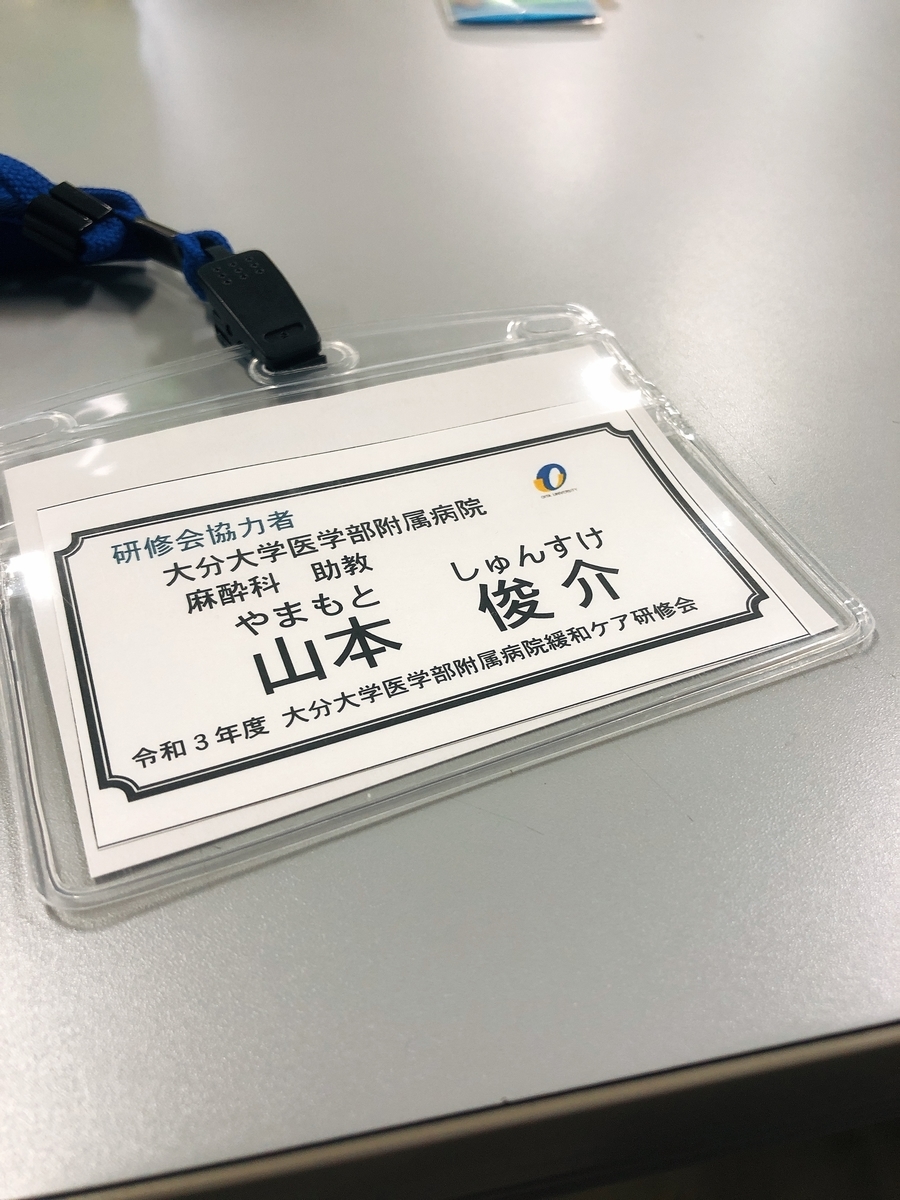 研修会協力者
大分大学医学部附属病院
麻酔科　助教
やまもと　しゅんすけ
山本　俊介
令和３年度 大分大学医学部附属病院緩和ケア研修会
OITA UNIVERSITY